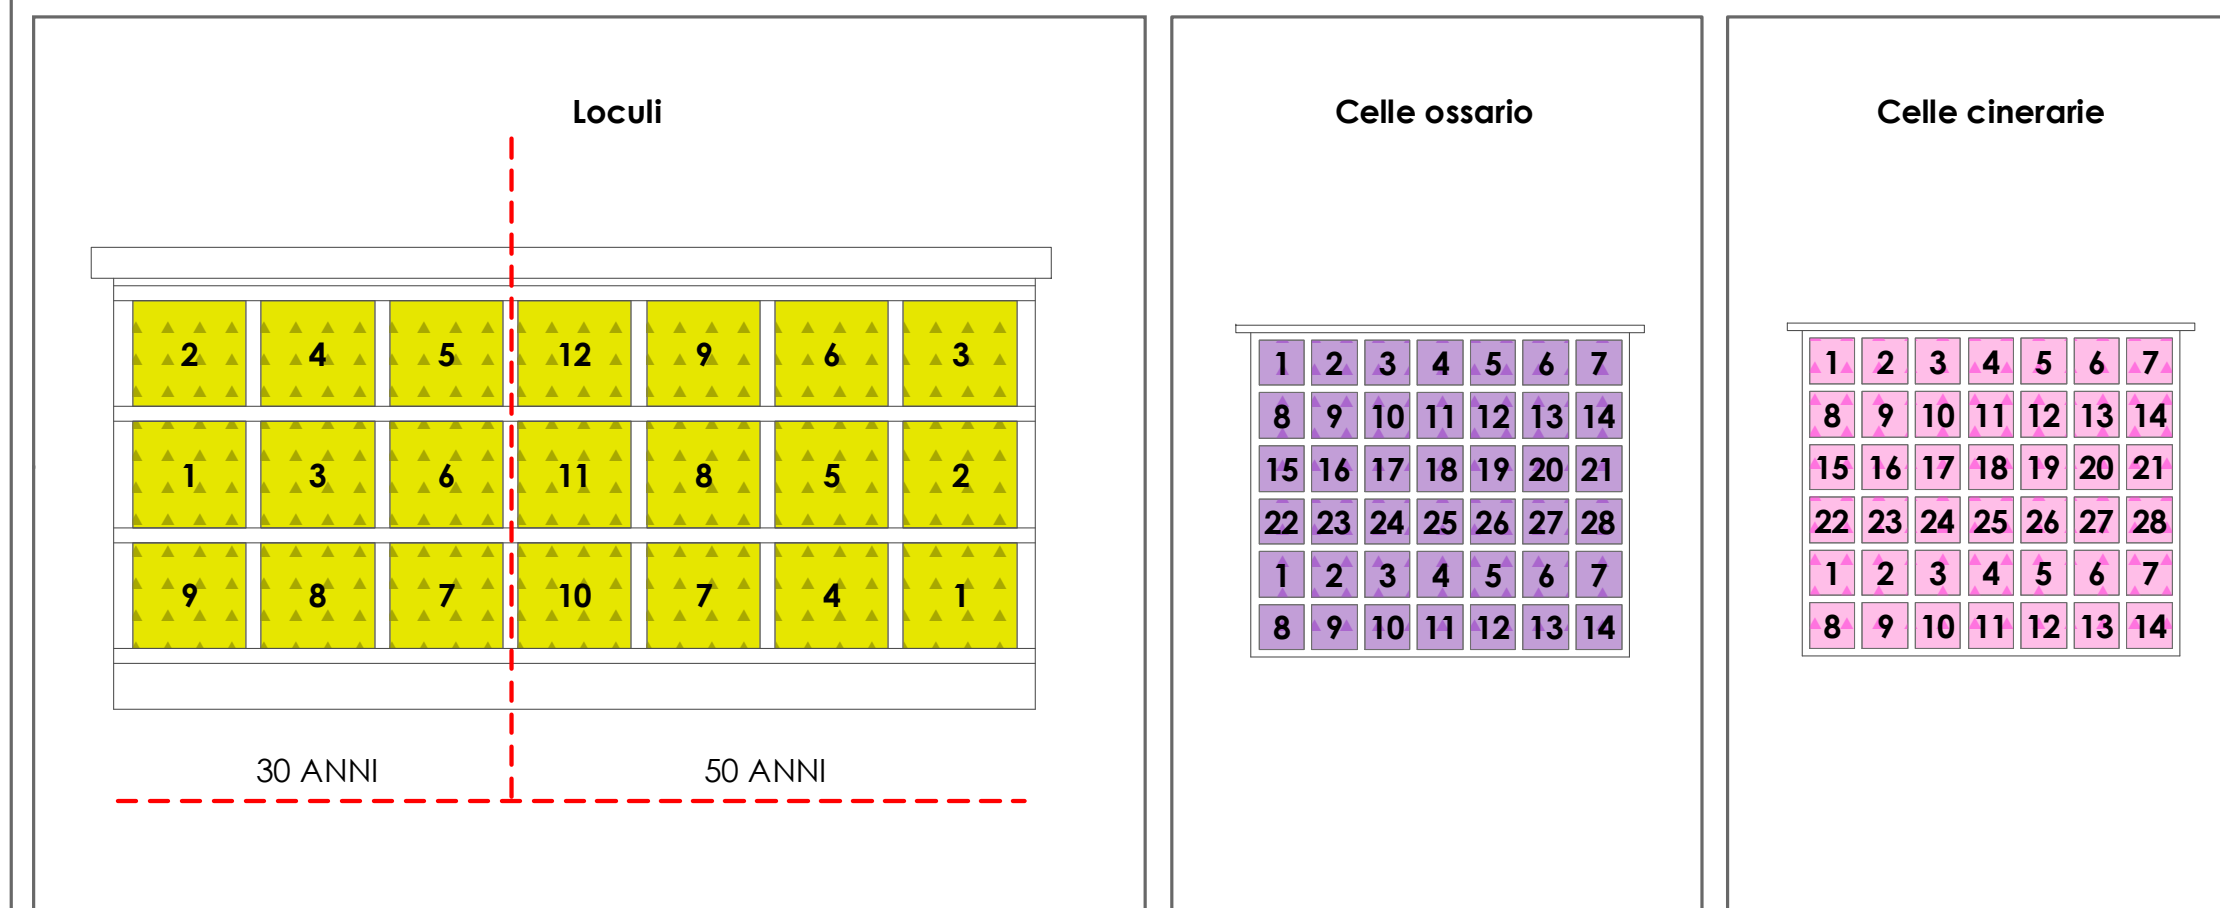 Loculi
2 4 5 12 9 6 3
1 3 6 11 8 5 2
9 8 7 10 7 4 1
30 ANNI 50 ANNI
Celle ossario
1 2 3 4 5 6 7
8 9 10 11 12 13 14
15 16 17 18 19 20 21
22 23 24 25 26 27 28
1 2 3 4 5 6 7
8 9 10 11 12 13 14
Celle cinerarie
1 2 3 4 5 6 7
8 9 10 11 12 13 14
15 16 17 18 19 20 21
22 23 24 25 26 27 28
1 2 3 4 5 6 7
8 9 10 11 12 13 14